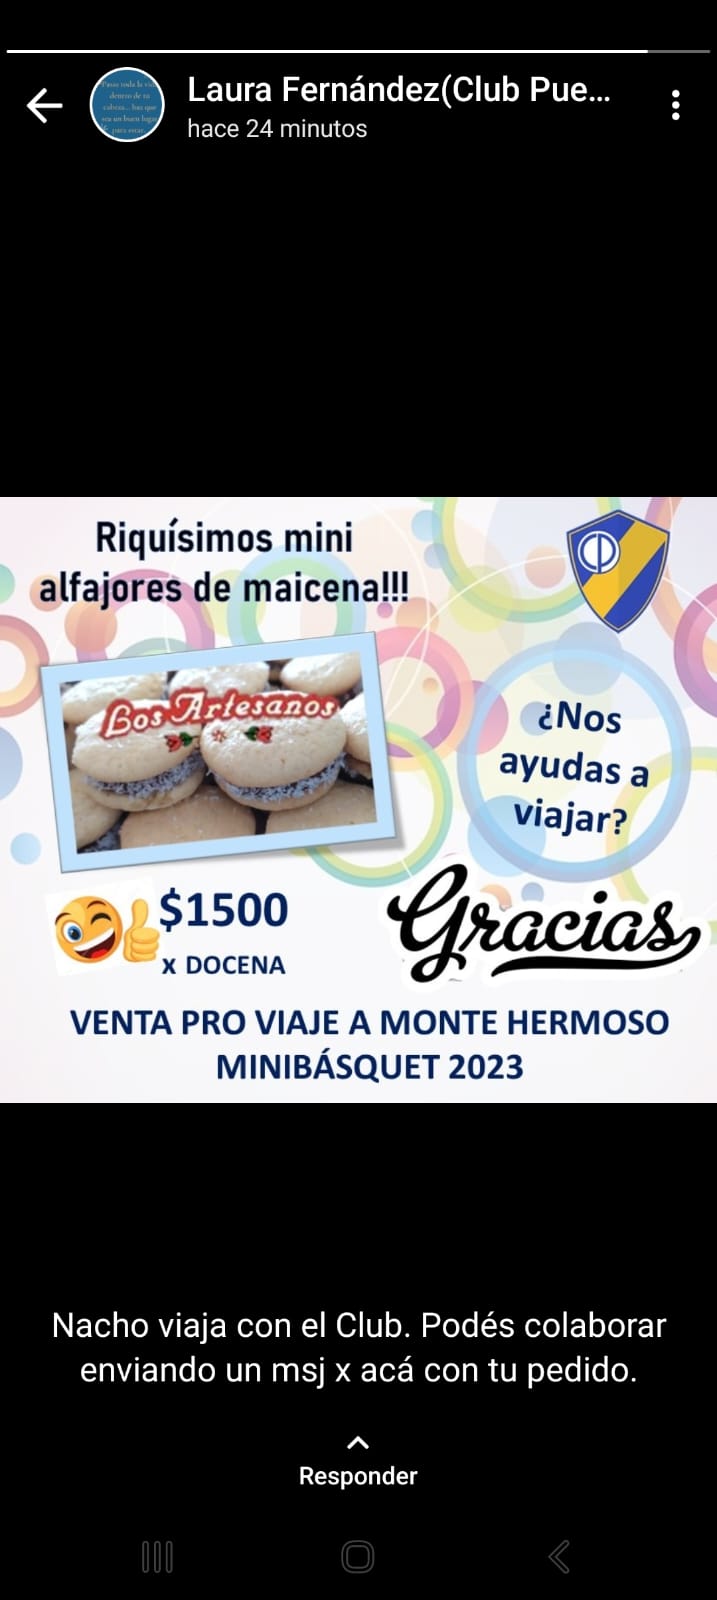 Laura Fernández(Club Pue...
hace 24 minutos
Riquísimos mini
alfajores de maicena!!!
CP
Los Artesanos
¿Nos
ayudas a
viajar?
$1500
x DOCENA
Gracias
VENTA PRO VIAJE A MONTE HERMOSO
MINIBÁSQUET 2023
Nacho viaja con el Club. Podés colaborar
enviando un msj x acá con tu pedido.
Responder